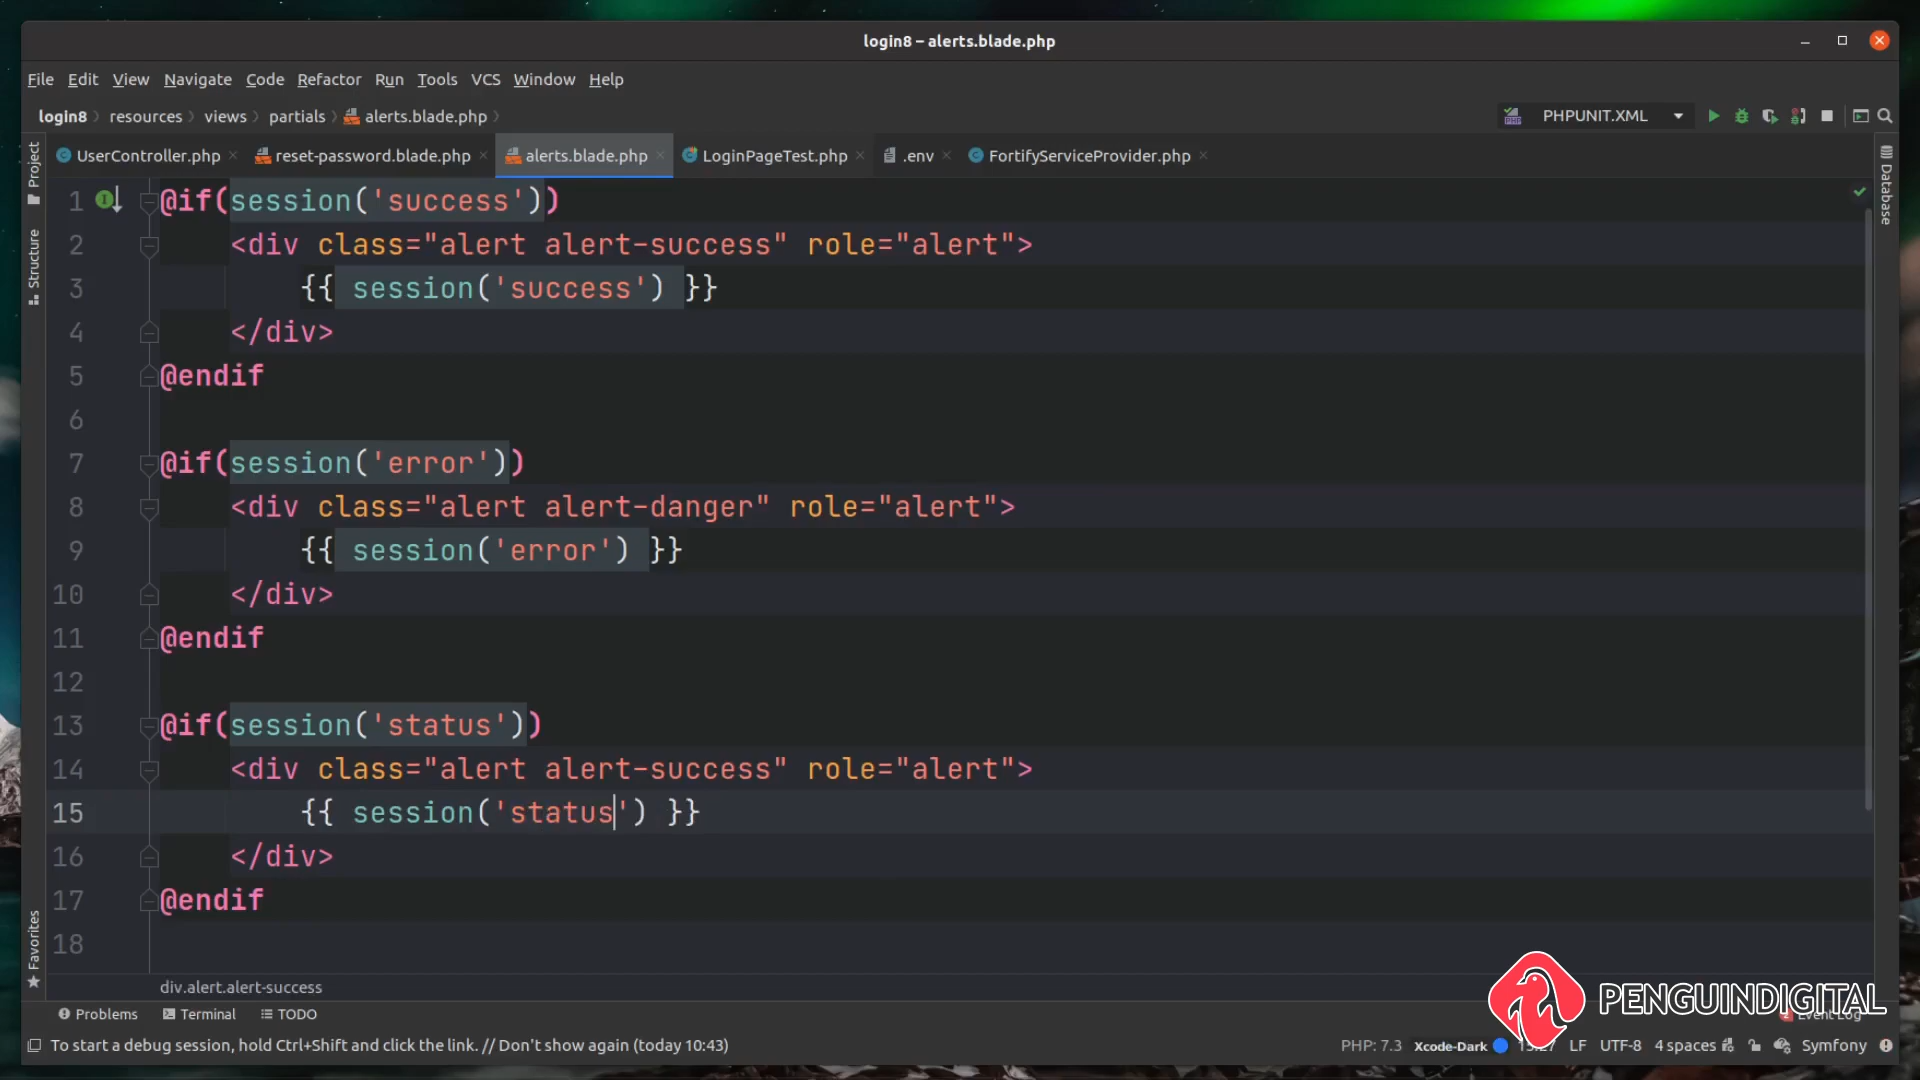 login8 – alerts.blade.php
File Edit View Navigate Code Refactor Run Tools VCS Window Help
login8 resources views partials alerts.blade.php PHPUNIT.XML
UserController.php reset-password.blade.php alerts.blade.php LoginPageTest.php .env FortifyServiceProvider.php
Project
Structure
Favorites
Database
1 @if(session('success'))
2 <div class="alert alert-success" role="alert">
3 {{ session('success') }}
4 </div>
5 @endif
6
7 @if(session('error'))
8 <div class="alert alert-danger" role="alert">
9 {{ session('error') }}
10 </div>
11 @endif
12
13 @if(session('status'))
14 <div class="alert alert-success" role="alert">
15 {{ session('status') }}
16 </div>
17 @endif
18
div.alert.alert-success
PENGUINDIGITAL
Problems Terminal TODO Event Log
To start a debug session, hold Ctrl+Shift and click the link. // Don't show again (today 10:43) PHP: 7.3 Xcode-Dark LF UTF-8 4 spaces Symfony